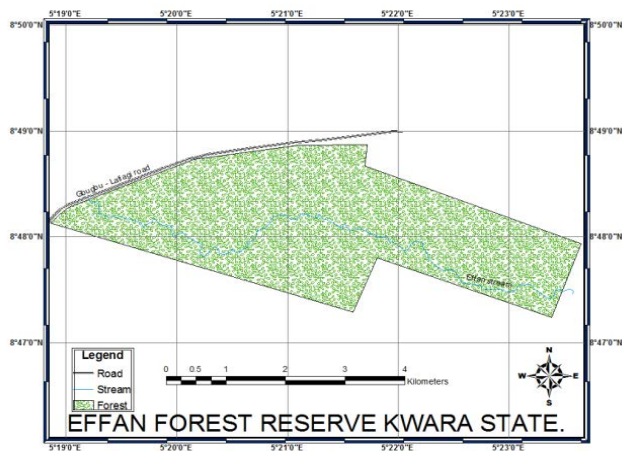 5°19'0"E 5°20'0"E 5°21'0"E 5°22'0"E 5°23'0"E
8°50'0"N 8°50'0"N
8°49'0"N 8°49'0"N
Gbugbu - Lafiagi road
8°48'0"N 8°48'0"N
Effan stream
8°47'0"N 8°47'0"N
Legend
Road
Stream
Forest
0 0.5 1 2 3 4
Kilometers
N
W E
S
EFFAN FOREST RESERVE KWARA STATE.
5°19'0"E 5°20'0"E 5°21'0"E 5°22'0"E 5°23'0"E